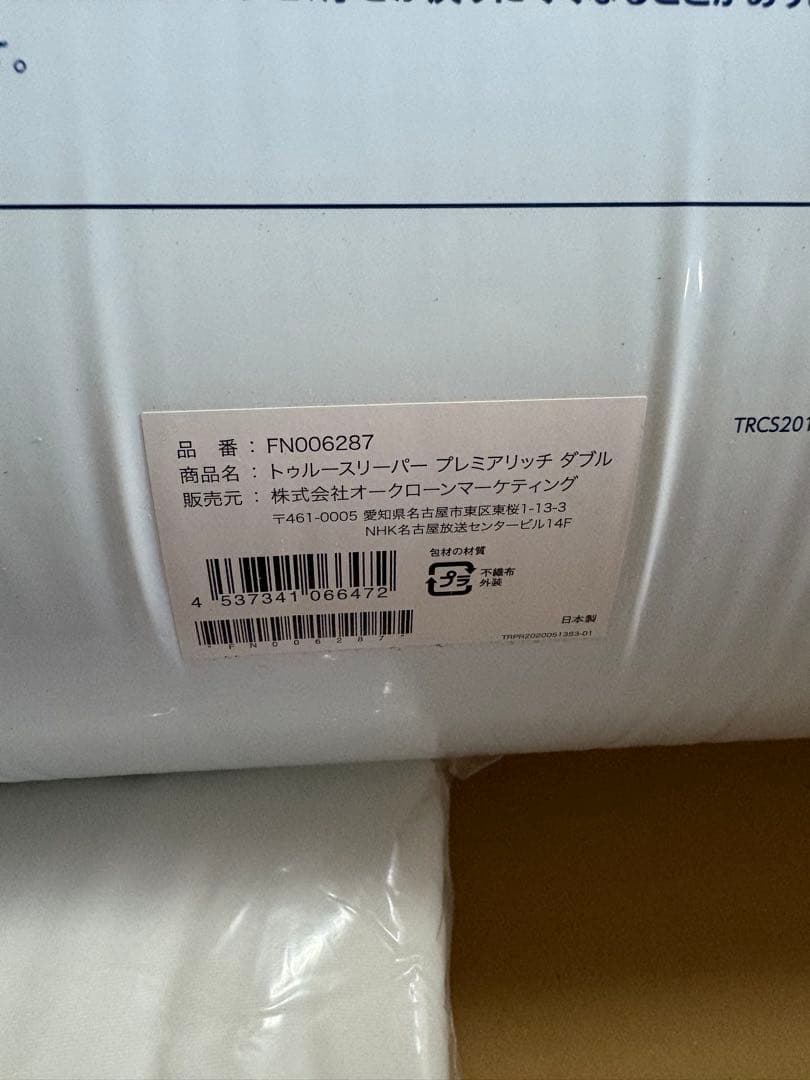 す。
TRCS201
品 番 : FN006287
商品名 : トゥルースリーパー プレミアリッチ ダブル
販売元 : 株式会社オークローンマーケティング
〒461-0005 愛知県名古屋市東区東桜1-13-3
NHK名古屋放送センタービル14F
包材の材質
プラ
不織布
外装
4 537341 066472
*FN006287*
日本製
TRPR2020051393-01